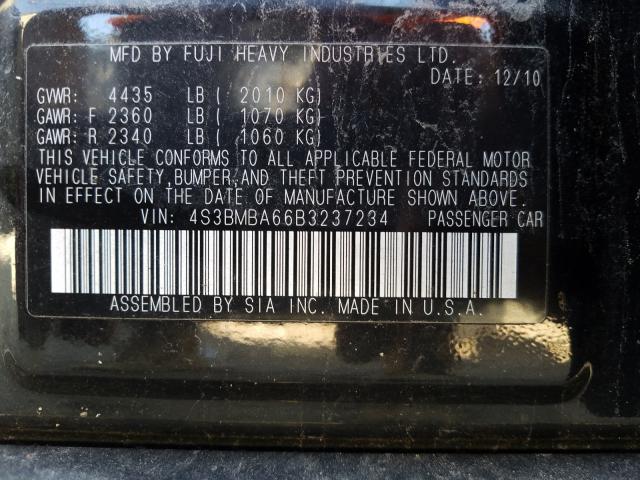 MFD BY FUJI HEAVY INDUSTRIES LTD.
DATE: 12/10
GVWR: 4435 LB ( 2010 KG)
GAWR: F 2360 LB ( 1070 KG)
GAWR: R 2340 LB ( 1060 KG)
THIS VEHICLE CONFORMS TO ALL APPLICABLE FEDERAL MOTOR
VEHICLE SAFETY,BUMPER,AND THEFT PREVENTION STANDARDS
IN EFFECT ON THE DATE OF MANUFACTURE SHOWN ABOVE.
VIN: 4S3BMBA66B3237234 PASSENGER CAR
ASSEMBLED BY SIA INC. MADE IN U.S.A.